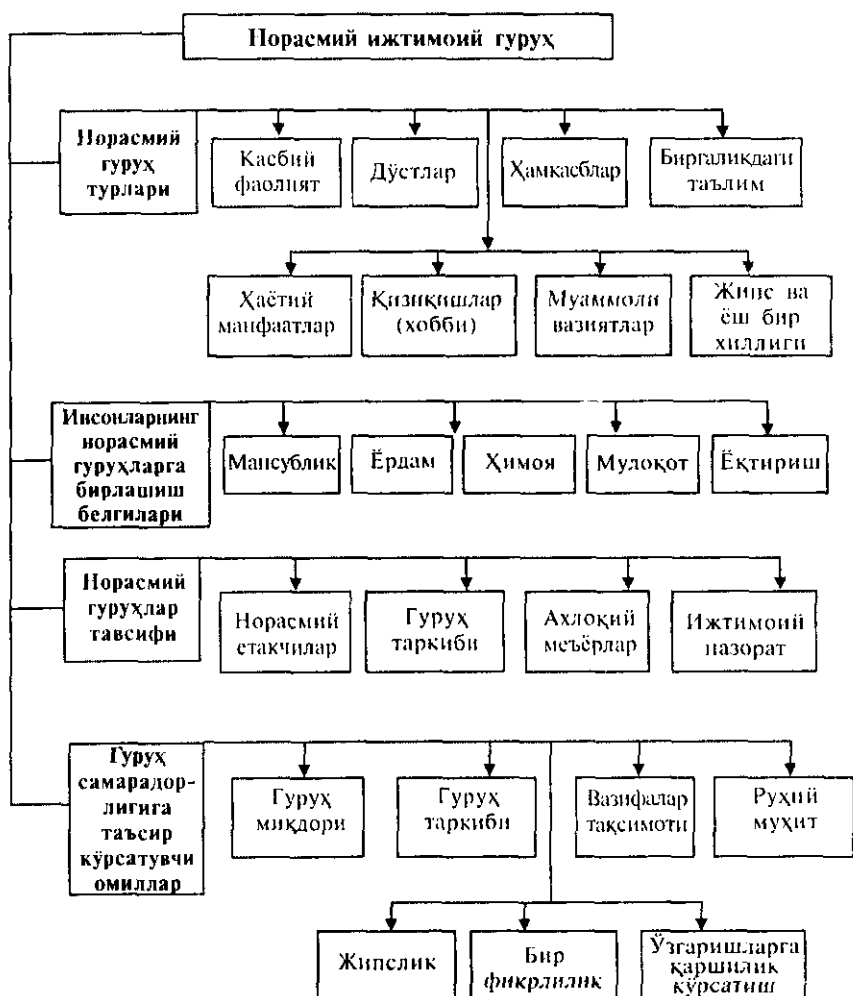 Норасмий ижтимоий гуруҳ
Норасмий
гуруҳ
турлари
Касбий
фаолият
Дўстлар
Ҳамкасблар
Биргаликдаги
таълим
Ҳаётий
манфаатлар
Қизиқишлар
(хобби)
Муаммоли
вазиятлар
Жинс ва
ёш бир
хиллиги
Инсонларнинг
норасмий
гуруҳларга
бирлашиш
белгилари
Мансублик
Ёрдам
Ҳимоя
Мулоқот
Ёқтириш
Норасмий
гуруҳлар
тавсифи
Норасмий
етакчилар
Гуруҳ
таркиби
Ахлоқий
меъёрлар
Ижтимоий
назорат
Гуруҳ
самарадор-
лигига
таъсир
кўрсатувчи
омиллар
Гуруҳ
миқдори
Гуруҳ
таркиби
Вазифалар
тақсимоти
Руҳий
муҳит
Жипслик
Бир
фикрлилик
Ўзгаришларга
қаршилик
кўрсатиш